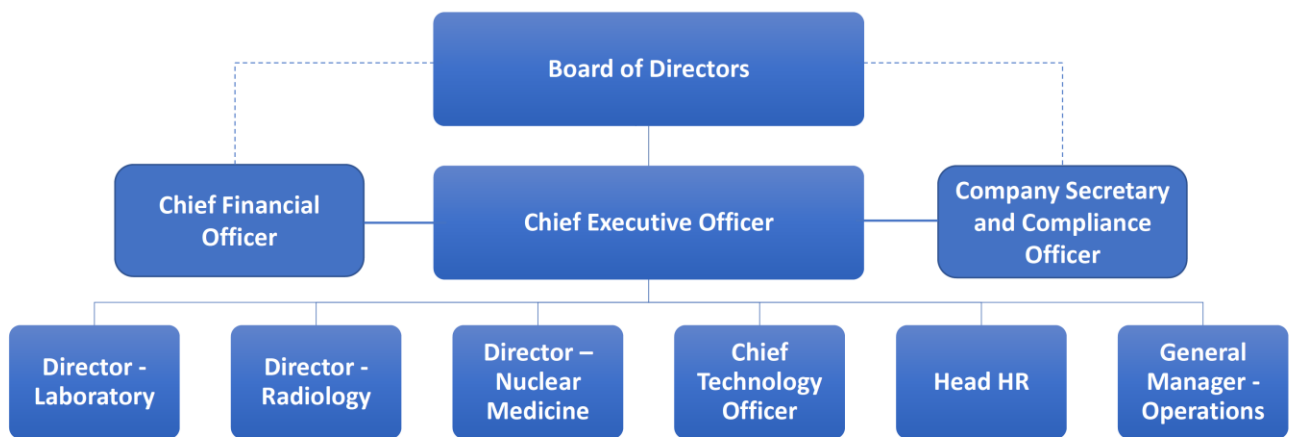 Board of Directors
Chief Financial
Officer
Chief Executive Officer
Company Secretary
and Compliance
Officer
Director -
Laboratory
Director -
Radiology
Director –
Nuclear
Medicine
Chief
Technology
Officer
Head HR
General
Manager -
Operations